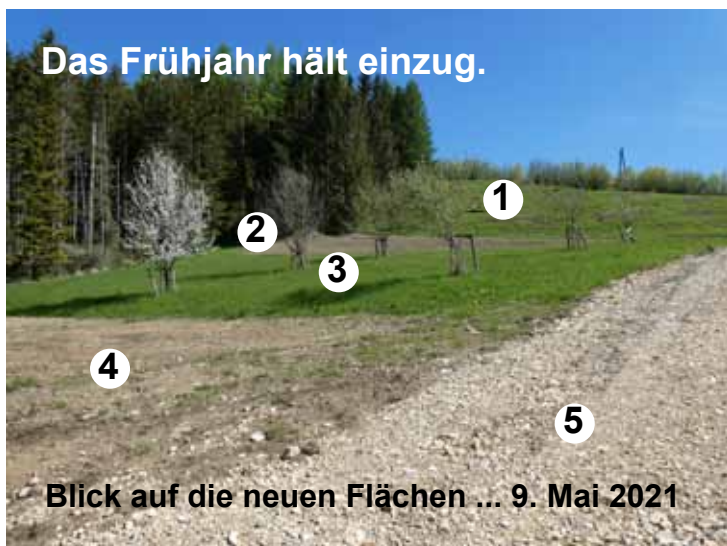 Das Frühjahr hält einzug.
1
2
3
4
5
Blick auf die neuen Flächen ... 9. Mai 2021